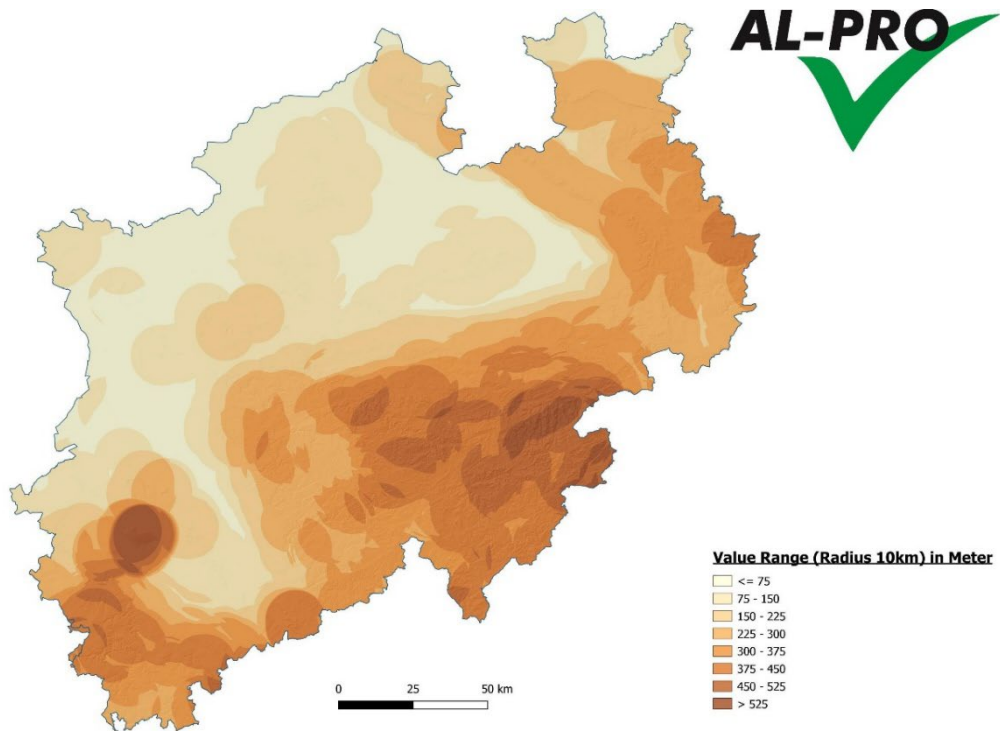 AL-PRO
Value Range (Radius 10km) in Meter
<= 75
75 - 150
150 - 225
225 - 300
300 - 375
375 - 450
450 - 525
> 525
0 25 50 km